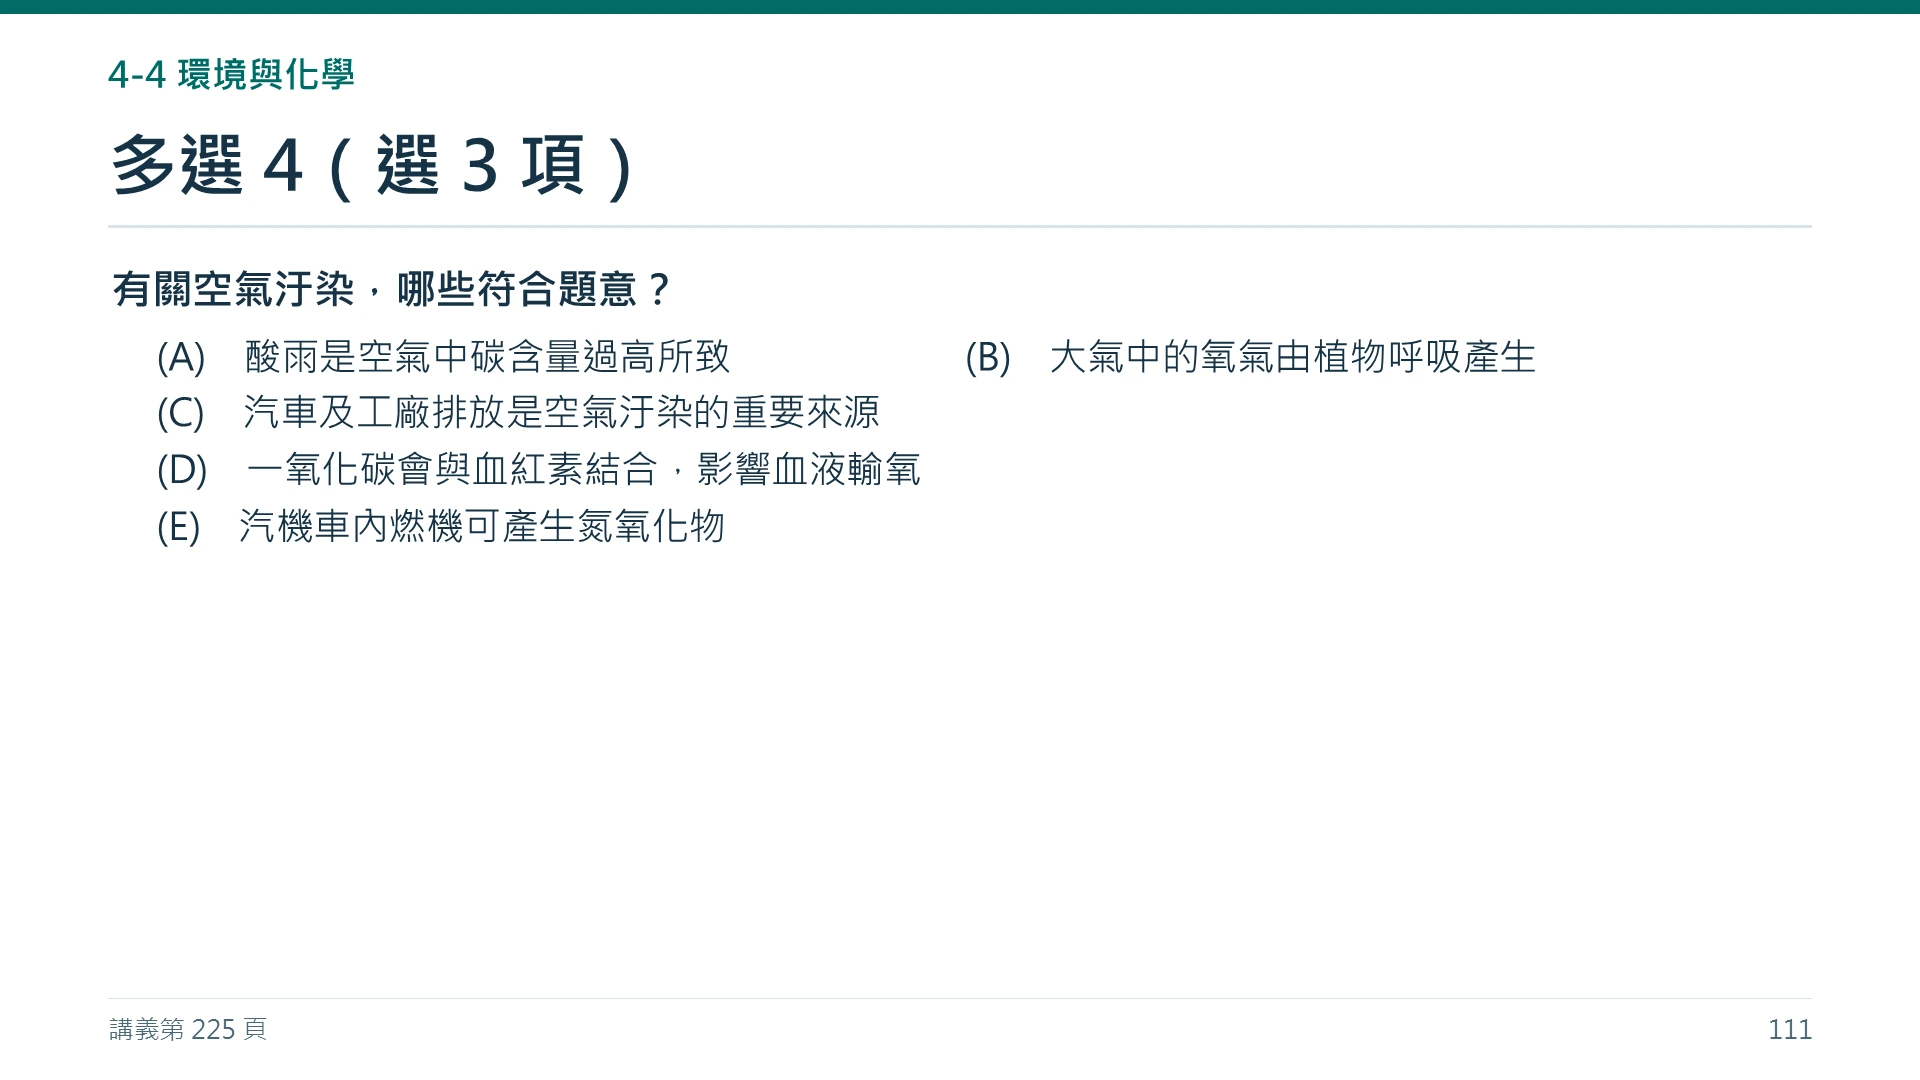 4-4 環境與化學
多選 4（選 3 項）
有關空氣汙染，哪些符合題意？
(A) 酸雨是空氣中碳含量過高所致 (B) 大氣中的氧氣由植物呼吸產生
(C) 汽車及工廠排放是空氣汙染的重要來源
(D) 一氧化碳會與血紅素結合，影響血液輸氧
(E) 汽機車內燃機可產生氮氧化物
講義第 225 頁
111